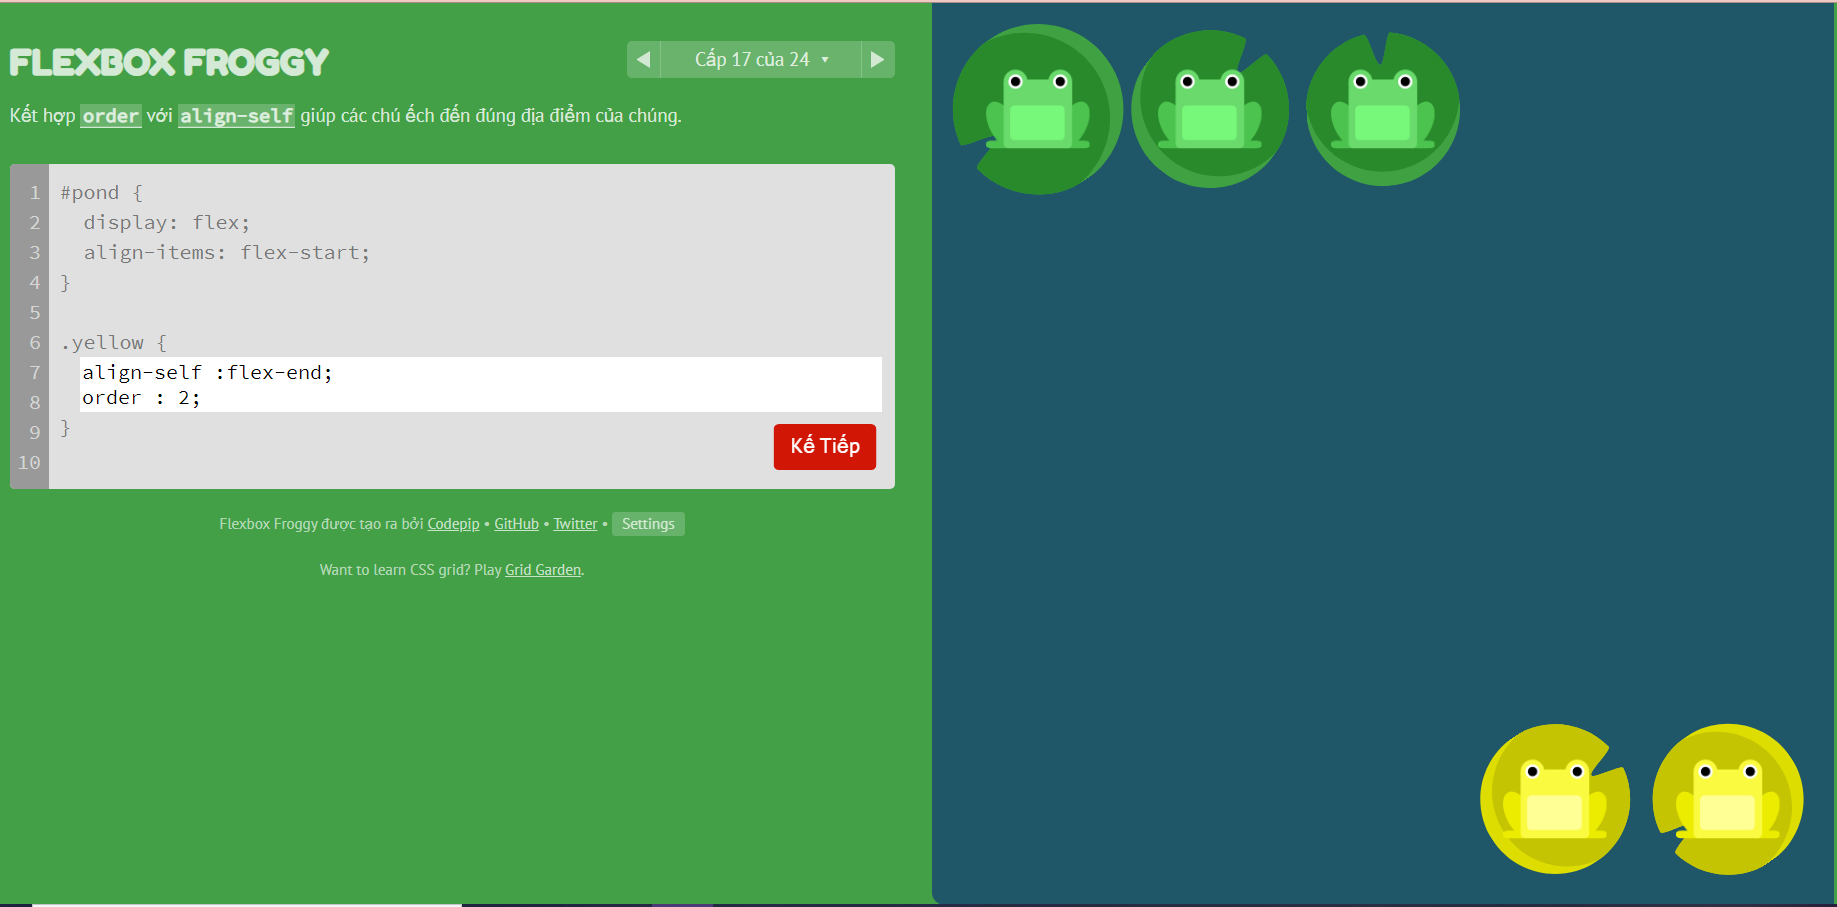 FLEXBOX FROGGY
Cấp 17 của 24
Kết hợp order với align-self giúp các chú ếch đến đúng địa điểm của chúng.
1 #pond {
2 display: flex;
3 align-items: flex-start;
4 }
5
6 .yellow {
7 align-self :flex-end;
8 order : 2;
9 }
10
Kế Tiếp
Flexbox Froggy được tạo ra bởi Codepip • GitHub • Twitter • Settings
Want to learn CSS grid? Play Grid Garden.